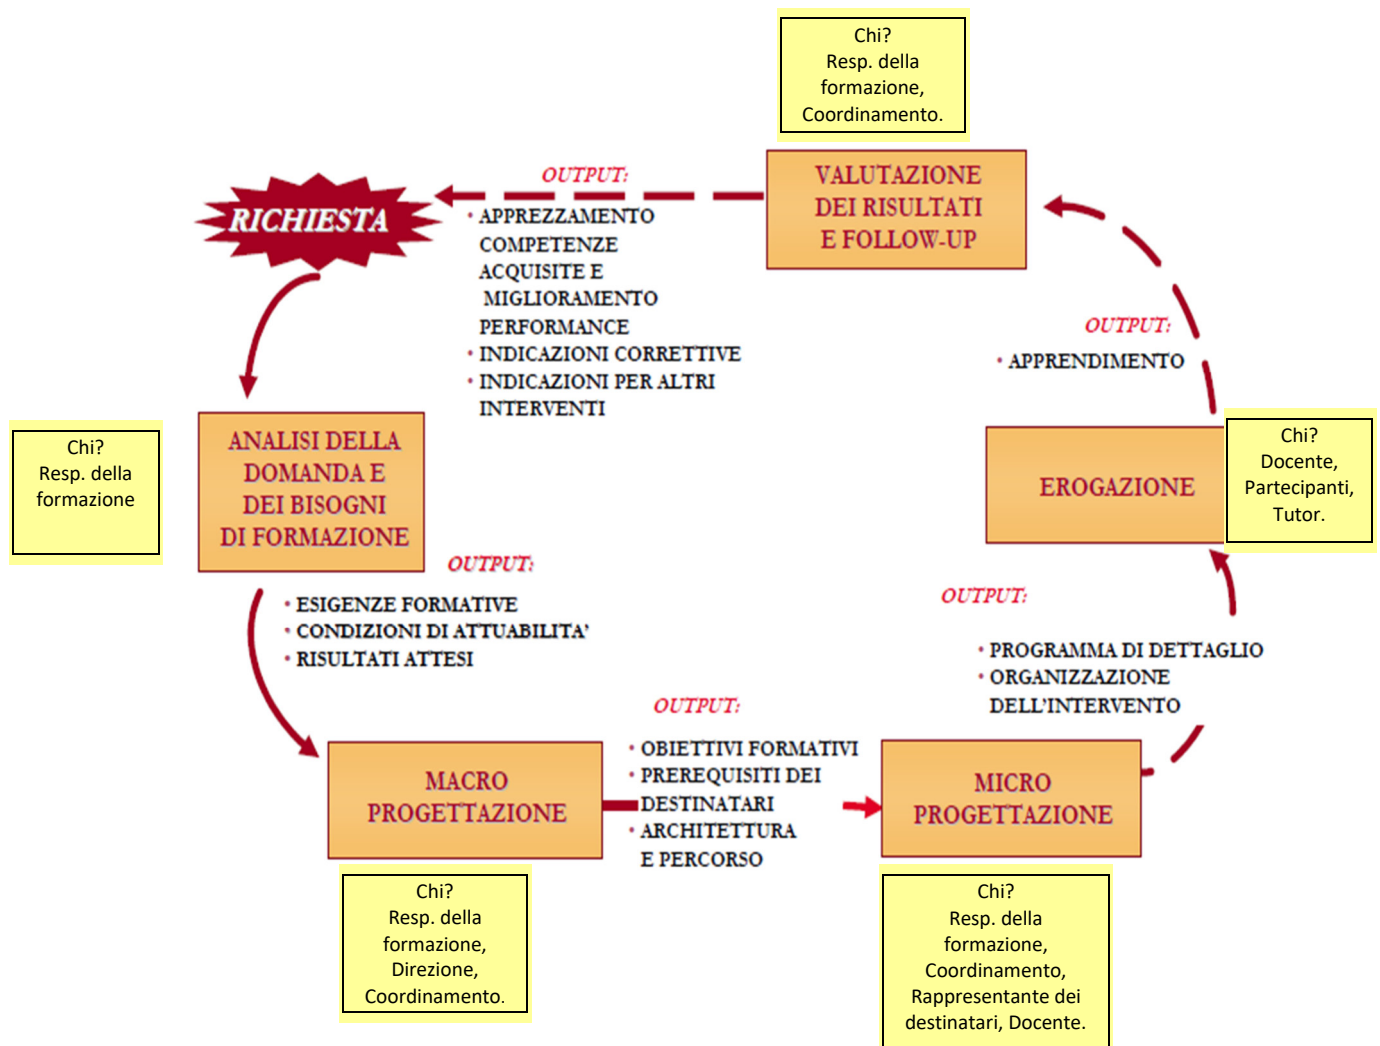 Chi?
Resp. della
formazione,
Coordinamento.
VALUTAZIONE
DEI RISULTATI
E FOLLOW-UP
OUTPUT:
• APPREZZAMENTO
COMPETENZE
ACQUISITE E
MIGLIORAMENTO
PERFORMANCE
• INDICAZIONI CORRETTIVE
• INDICAZIONI PER ALTRI
INTERVENTI
RICHIESTA
Chi?
Resp. della
formazione
ANALISI DELLA
DOMANDA E
DEI BISOGNI
DI FORMAZIONE
OUTPUT:
• ESIGENZE FORMATIVE
• CONDIZIONI DI ATTUABILITA’
• RISULTATI ATTESI
MACRO
PROGETTAZIONE
Chi?
Resp. della
formazione,
Direzione,
Coordinamento.
OUTPUT:
• OBIETTIVI FORMATIVI
• PREREQUISITI DEI
DESTINATARI
• ARCHITETTURA
E PERCORSO
MICRO
PROGETTAZIONE
Chi?
Resp. della
formazione,
Coordinamento,
Rappresentante dei
destinatari, Docente.
OUTPUT:
• PROGRAMMA DI DETTAGLIO
• ORGANIZZAZIONE
DELL’INTERVENTO
EROGAZIONE
Chi?
Docente,
Partecipanti,
Tutor.
OUTPUT:
• APPRENDIMENTO